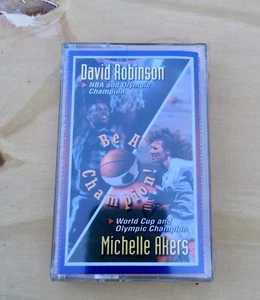 David Robinson
NBA and Olympic
Champion
Be A
Champion!
World Cup and
Olympic Champion
Michelle Akers